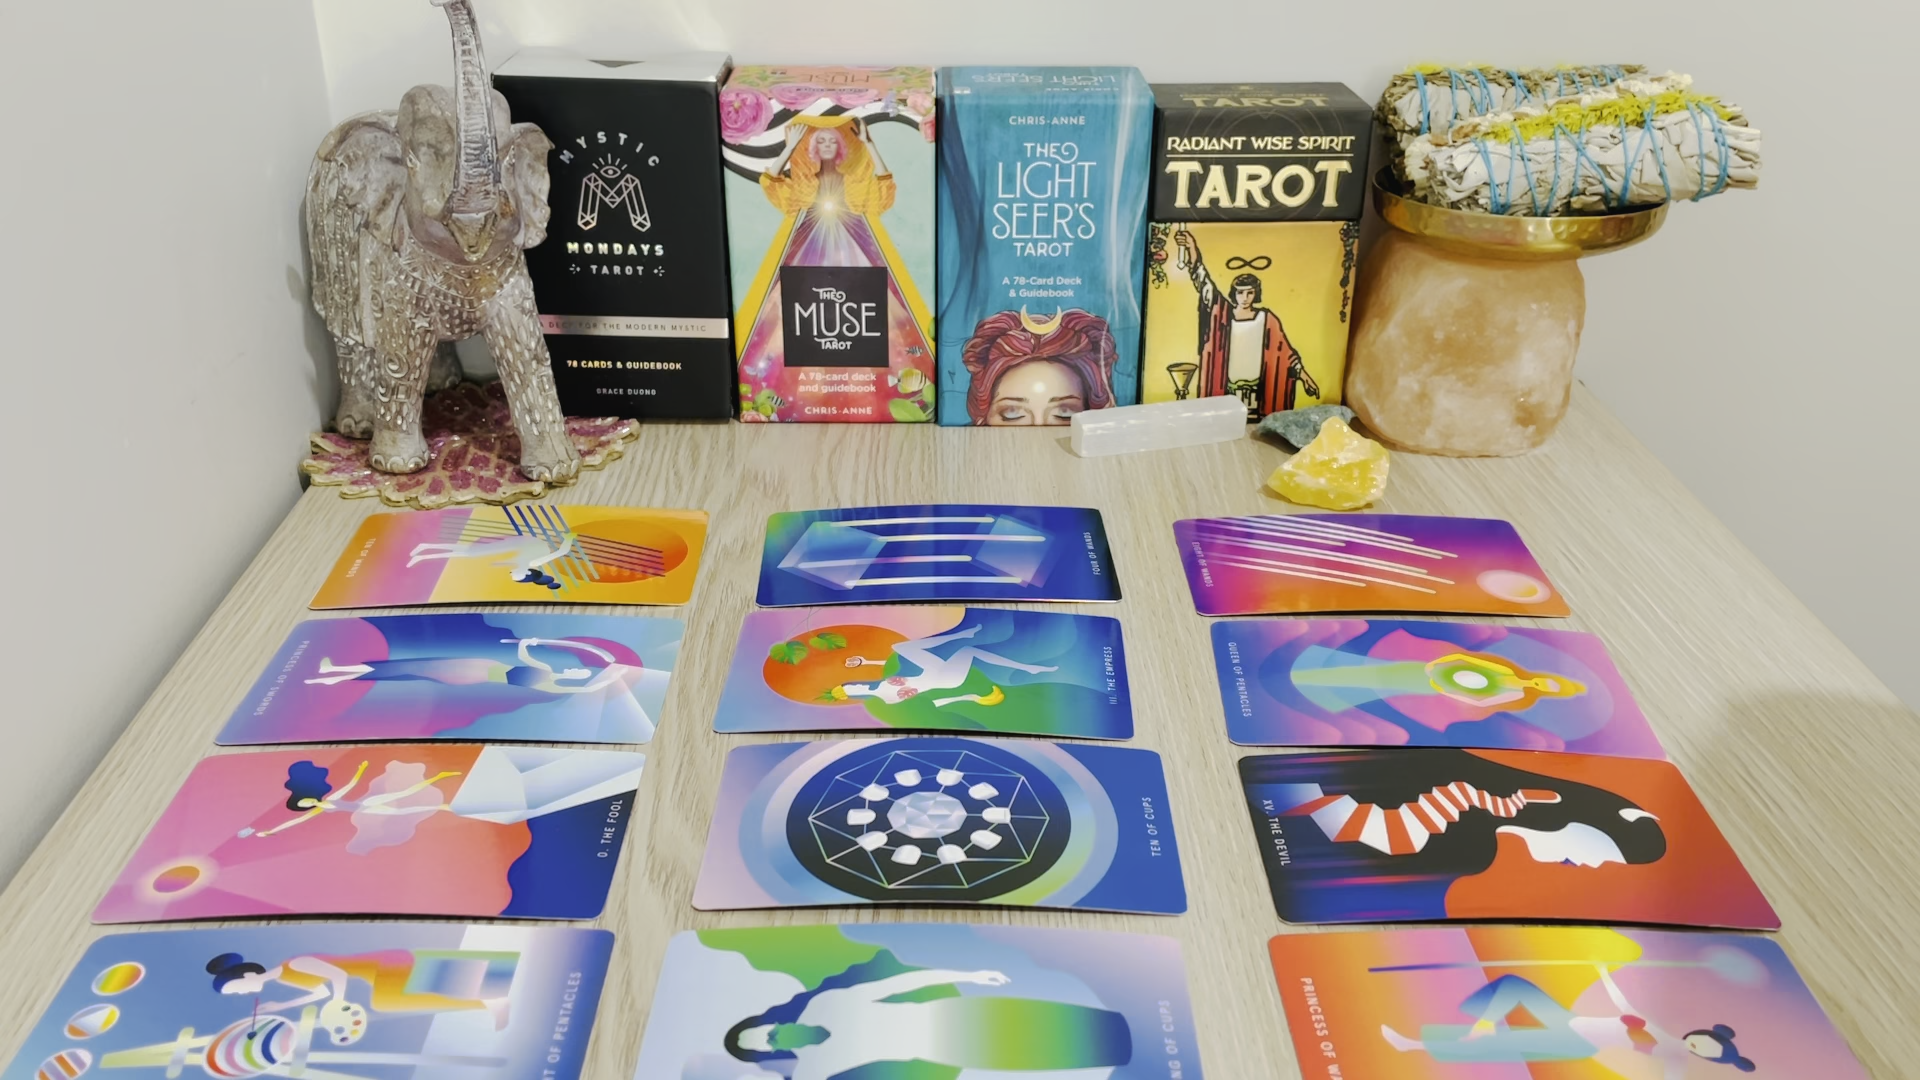 MYSTIC
M
MONDAYS
TAROT
A DECK FOR THE MODERN MYSTIC
78 CARDS & GUIDEBOOK
GRACE DUONG
MUSE
THE
MUSE
TAROT
A 78-card deck
and guidebook
CHRIS-ANNE
LIGHT SEER'S
CHRIS-ANNE
THE
LIGHT
SEER'S
TAROT
A 78-Card Deck
& Guidebook
TAROT
RADIANT WISE SPIRIT
TAROT
TEN OF WANDS
FOUR OF WANDS
EIGHT OF WANDS
PRINCESS OF SWORDS
III. THE EMPRESS
QUEEN OF PENTACLES
0. THE FOOL
TEN OF CUPS
XV. THE DEVIL
OF PENTACLES
OF CUPS
PRINCESS OF